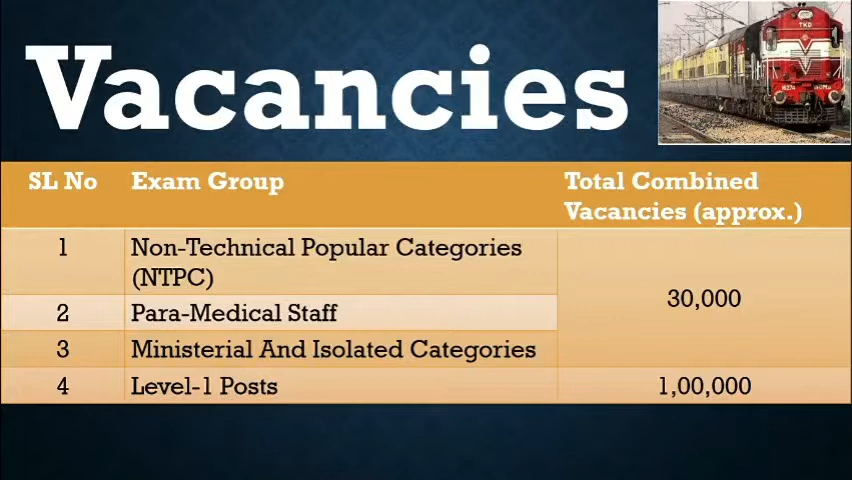 Vacancies
TKD
SL No Exam Group Total Combined
Vacancies (approx.)
1 Non-Technical Popular Categories
(NTPC)
30,000
2 Para-Medical Staff
3 Ministerial And Isolated Categories
4 Level-1 Posts 1,00,000